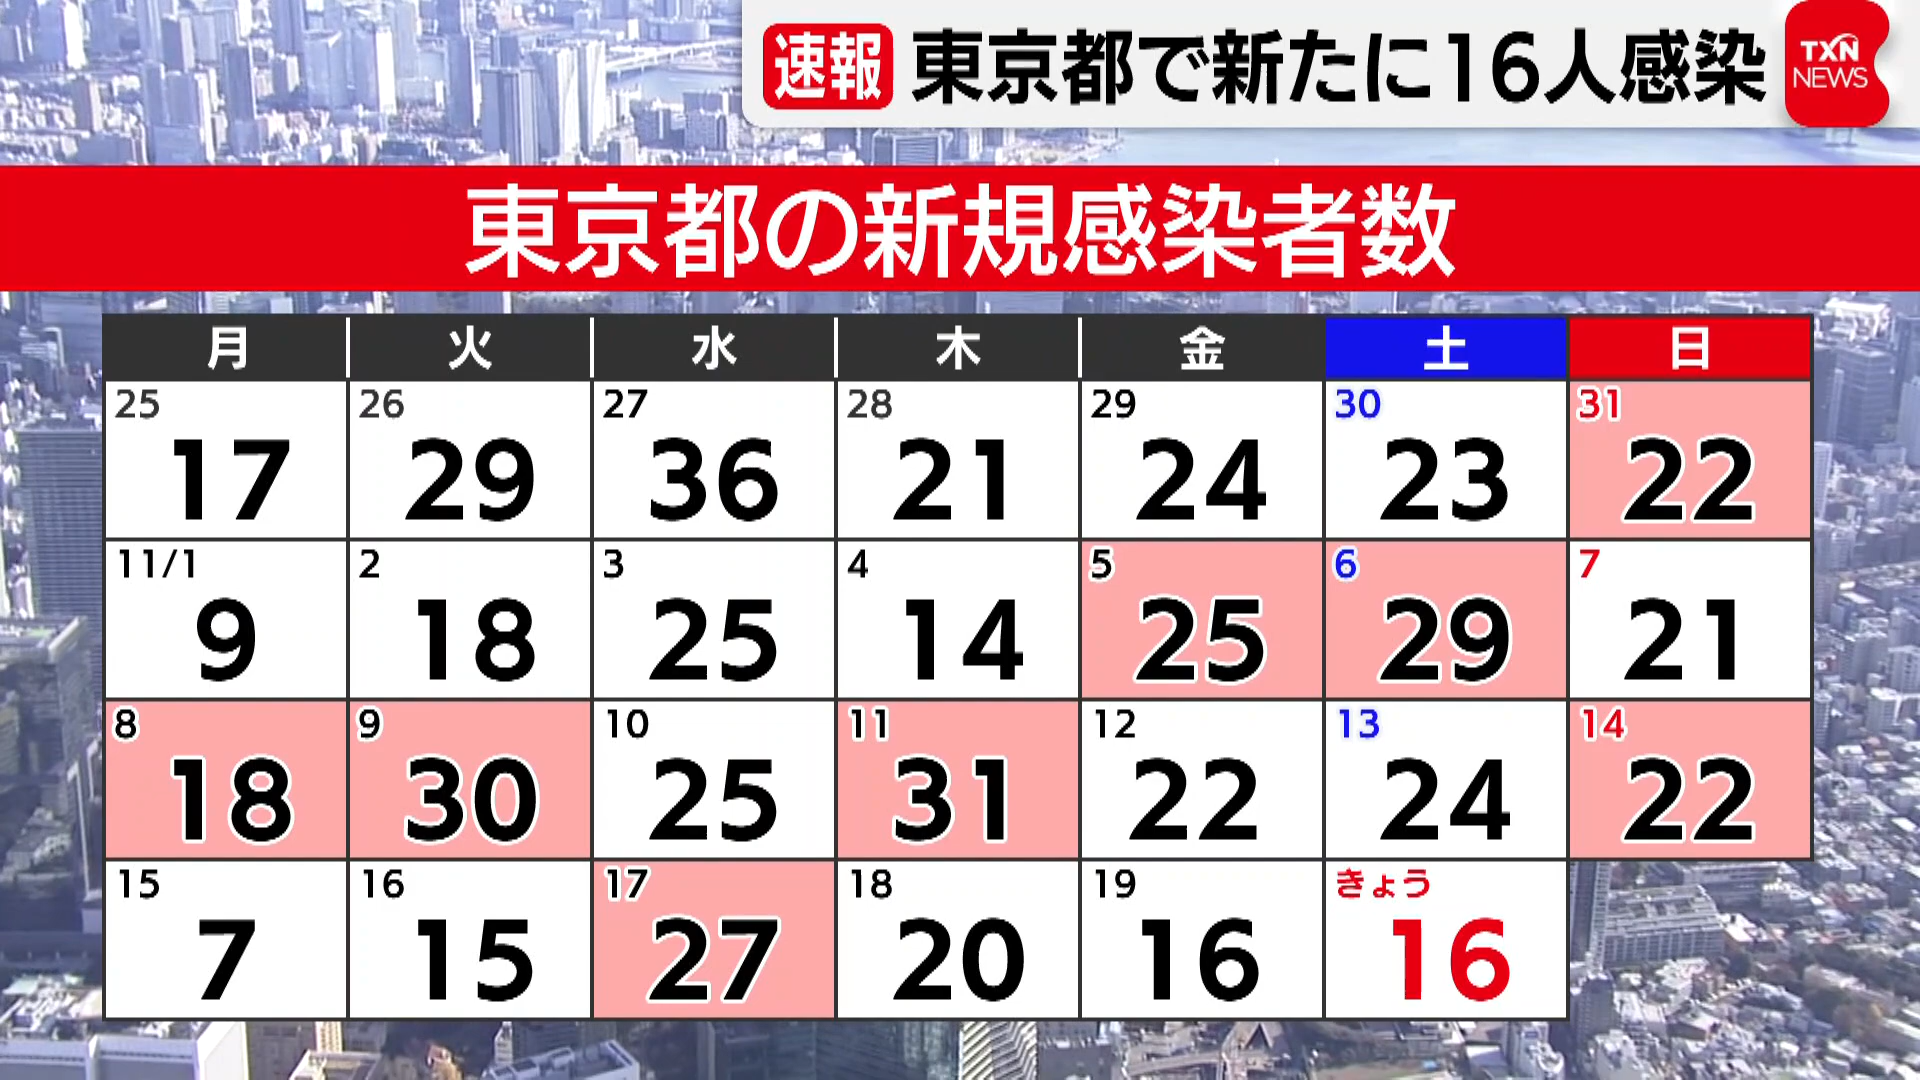 速報 東京都で新たに16人感染
TXN
NEWS
東京都の新規感染者数
月 火 水 木 金 土 日
25 26 27 28 29 30 31
17 29 36 21 24 23 22
11/1 2 3 4 5 6 7
9 18 25 14 25 29 21
8 9 10 11 12 13 14
18 30 25 31 22 24 22
15 16 17 18 19 きょう
7 15 27 20 16 16